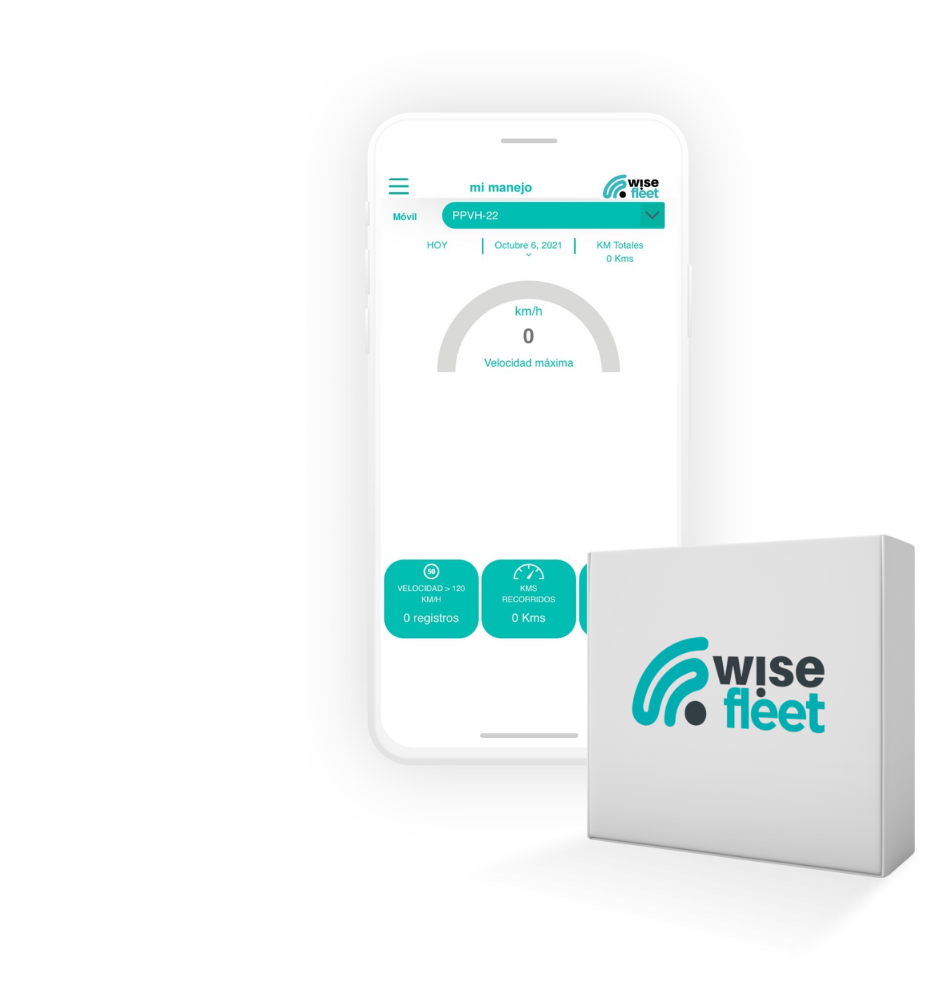 mi manejo
wise
fleet
Móvil
PPVH-22
HOY
Octubre 6, 2021
KM Totales
0 Kms
km/h
0
Velocidad máxima
50
VELOCIDAD > 120
KM/H
0 registros
KMS
RECORRIDOS
0 Kms
wise
fleet